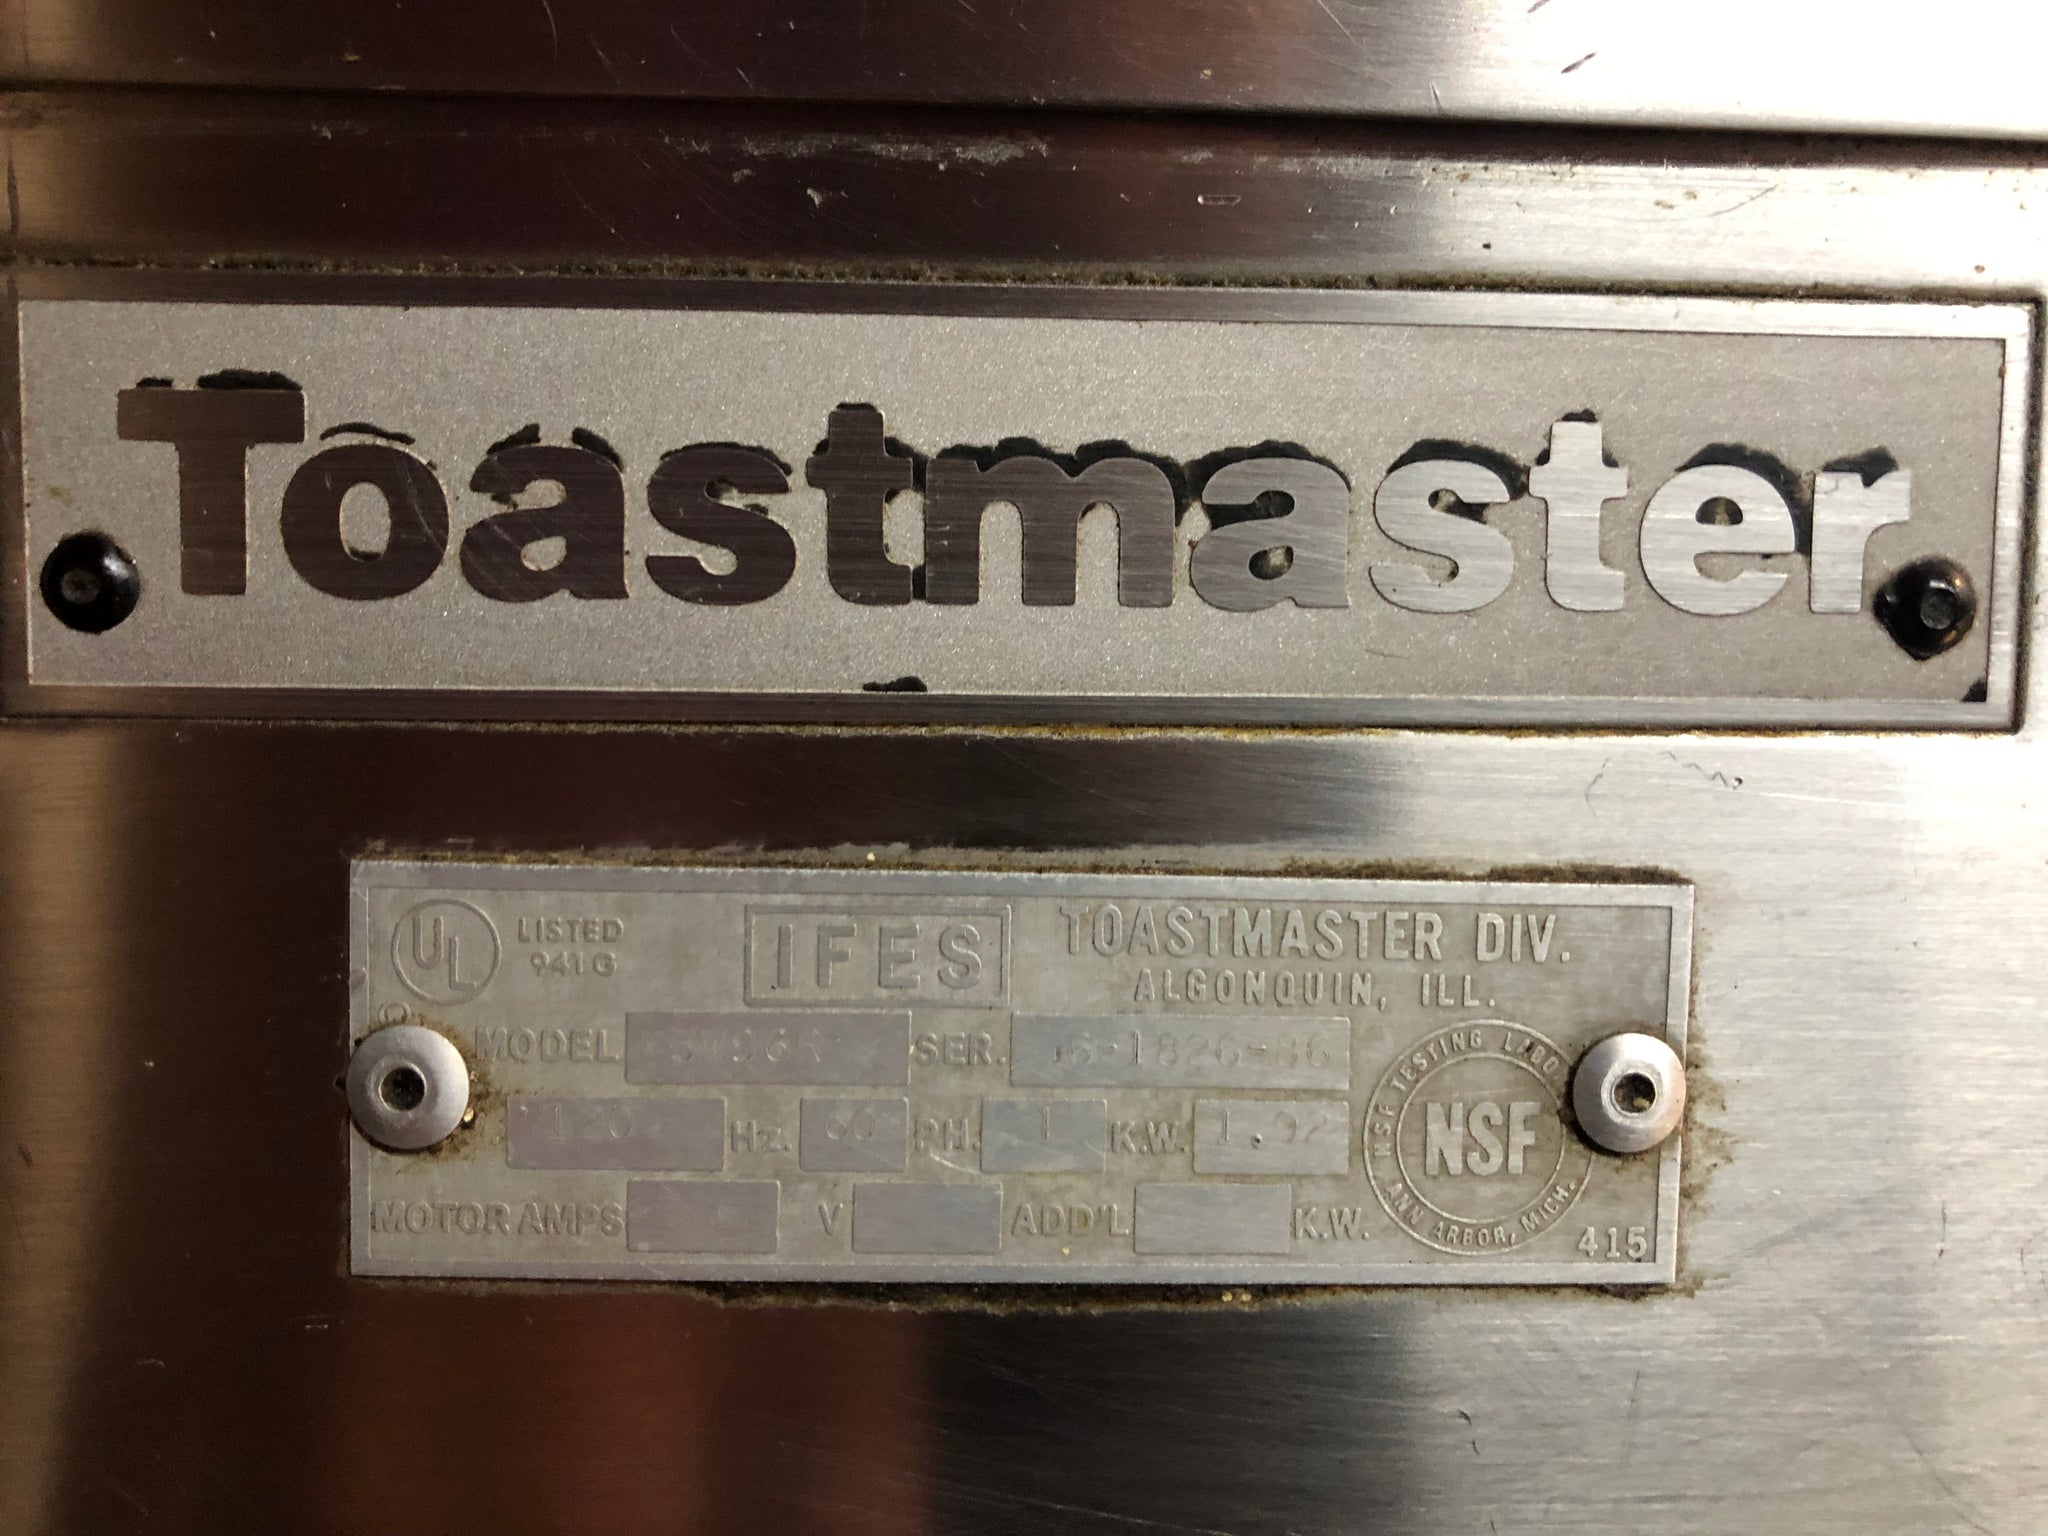 Toastmaster
UL LISTED 941G
IFES
TOASTMASTER DIV.
ALGONQUIN, ILL.
MODEL SER.
120 Hz. 60 PH. 1 K.W. 1.92
MOTOR AMPS V ADD'L K.W.
NSF TESTING LABO
NSF
ANN ARBOR, MICH.
415